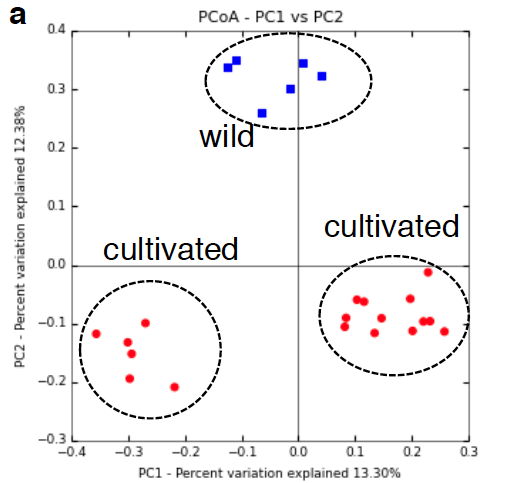 a
PCoA - PC1 vs PC2
0.4
0.3
0.2
0.1
0.0
−0.1
−0.2
−0.3
PC2 - Percent variation explained 12.38%
wild
cultivated
cultivated
−0.4 −0.3 −0.2 −0.1 0.0 0.1 0.2 0.3
PC1 - Percent variation explained 13.30%